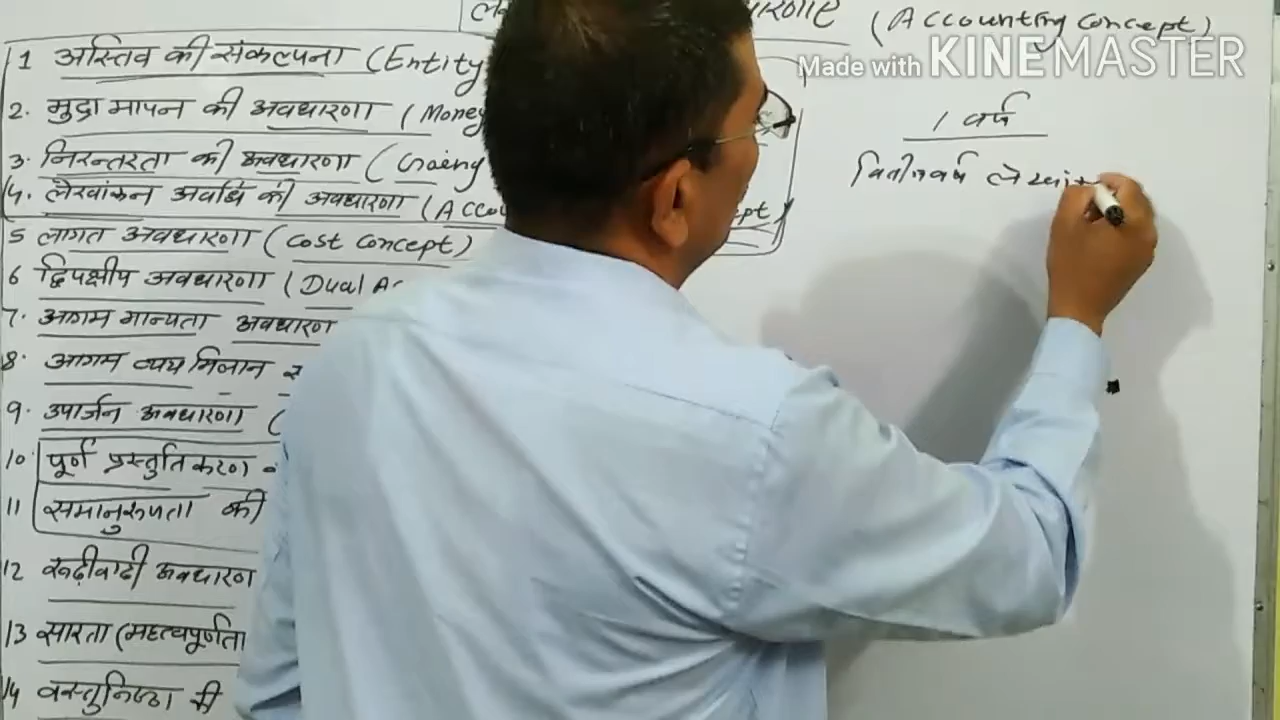 (Accounting Concept)
Made with KINEMASTER
1 अस्तिव की संकल्पना (Entity
2. मुद्रा मापन की अवधारणा (Money
3. निरन्तरता की अवधारणा (Going
4. लेखांकन अवधि की अवधारणा (Acco
5 लागत अवधारणा (Cost Concept)
6 द्विपक्षीय अवधारणा (Dual A
7. आगम मान्यता अवधारण
8. आगम व्यय मिलान
9. उपार्जन अवधारणा (
10 पूर्ण प्रस्तुतिकरण
11 समानुरूपता की
12 रूढ़ीवादी अवधारण
13 सारता (महत्वपूर्णता
14 वस्तुनिष्ठा की
1 वर्ष
वित्तीय वर्ष